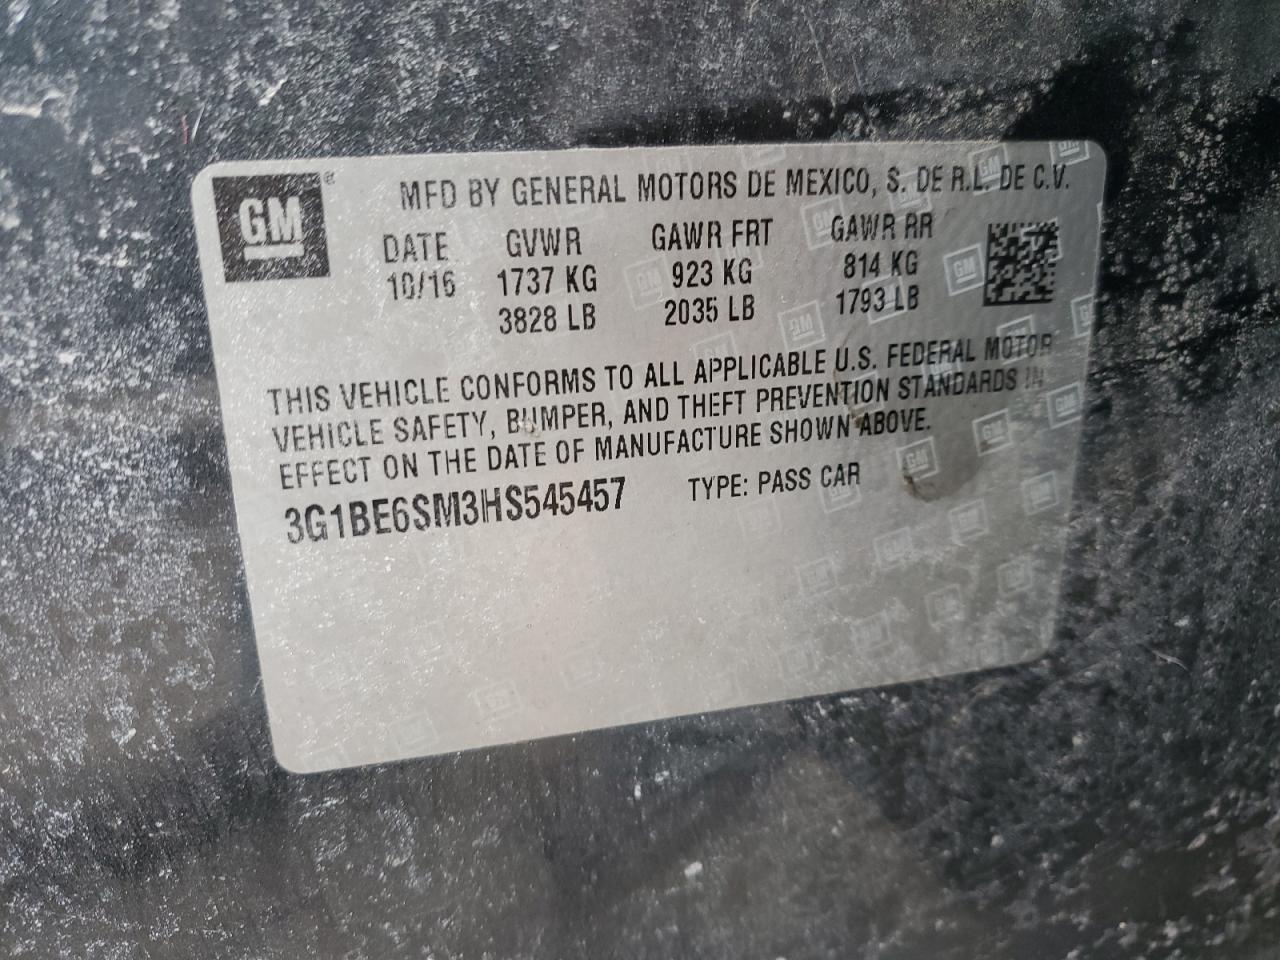 GM
MFD BY GENERAL MOTORS DE MEXICO, S. DE R.L. DE C.V.
DATE GVWR GAWR FRT GAWR RR
10/16 1737 KG 923 KG 814 KG
3828 LB 2035 LB 1793 LB
THIS VEHICLE CONFORMS TO ALL APPLICABLE U.S. FEDERAL MOTOR
VEHICLE SAFETY, BUMPER, AND THEFT PREVENTION STANDARDS IN
EFFECT ON THE DATE OF MANUFACTURE SHOWN ABOVE.
3G1BE6SM3HS545457 TYPE: PASS CAR